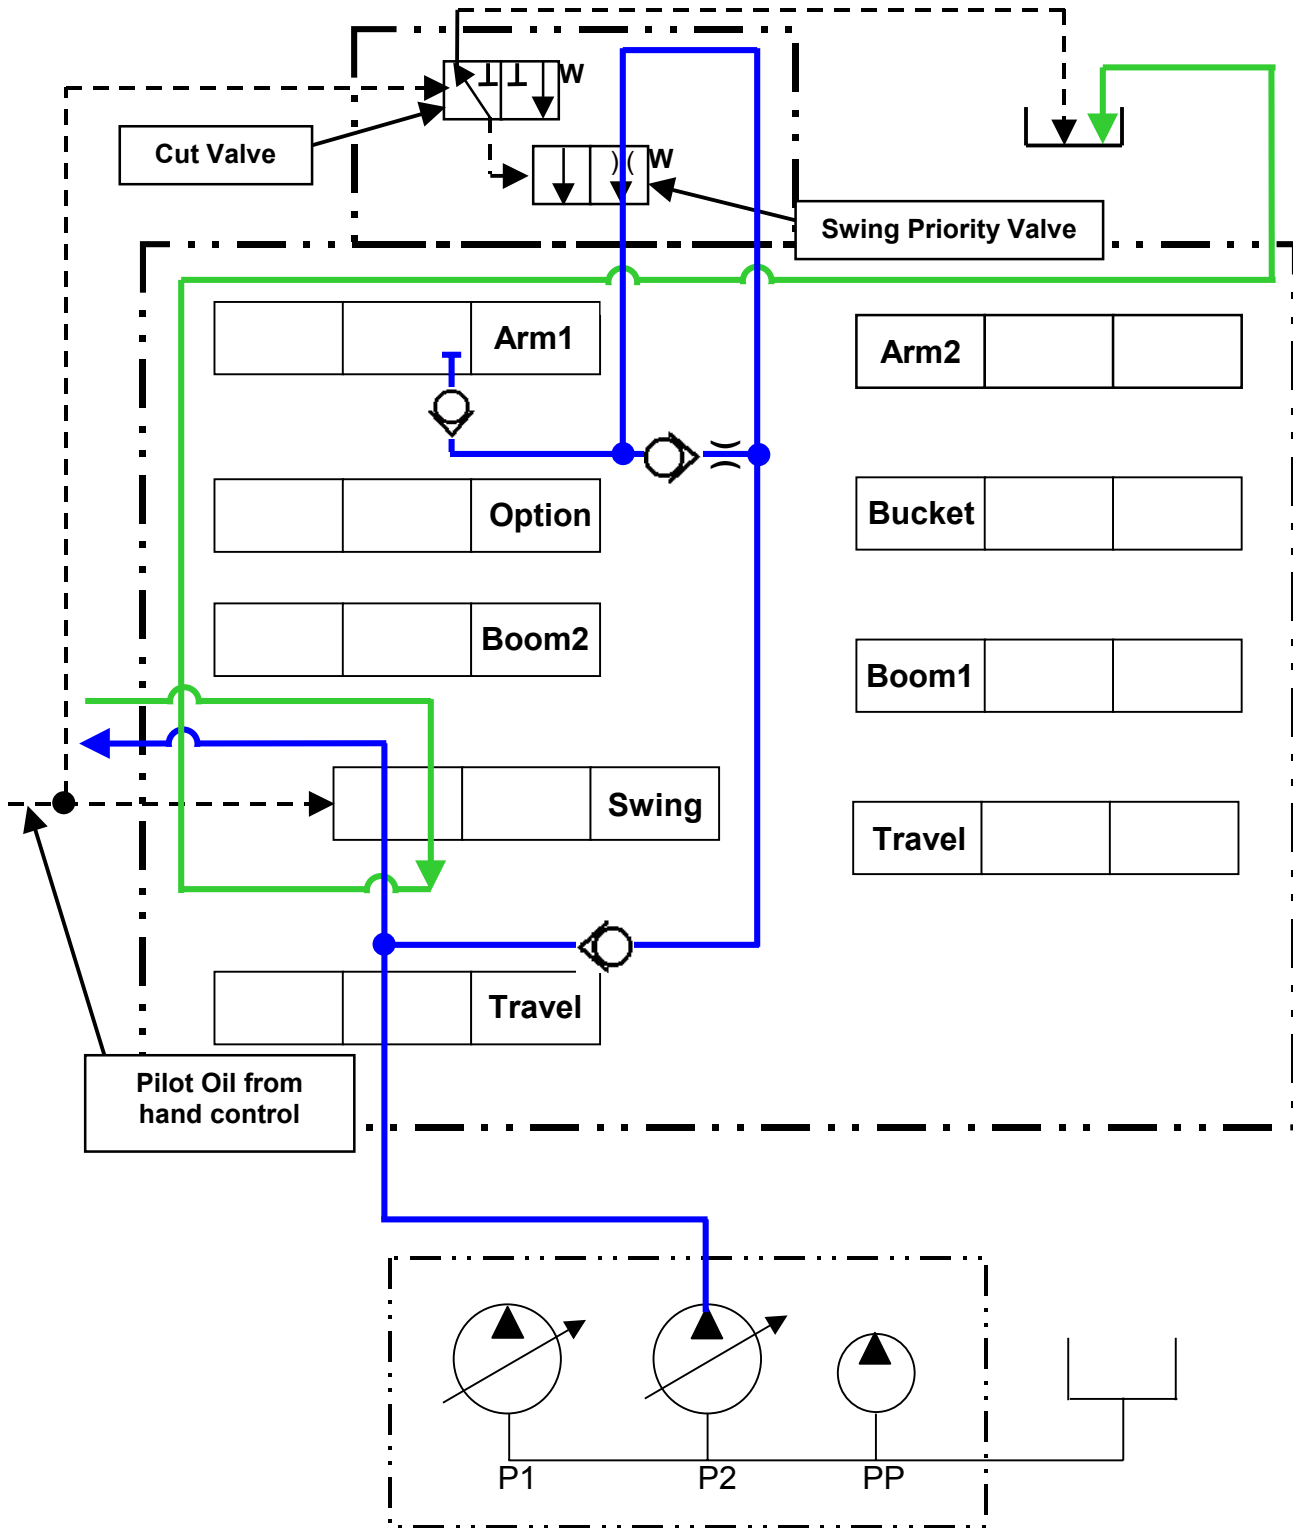 W
Cut Valve
W
Swing Priority Valve
Arm1
Arm2
Option
Bucket
Boom2
Boom1
Swing
Travel
Travel
Pilot Oil from
hand control
P1
P2
PP